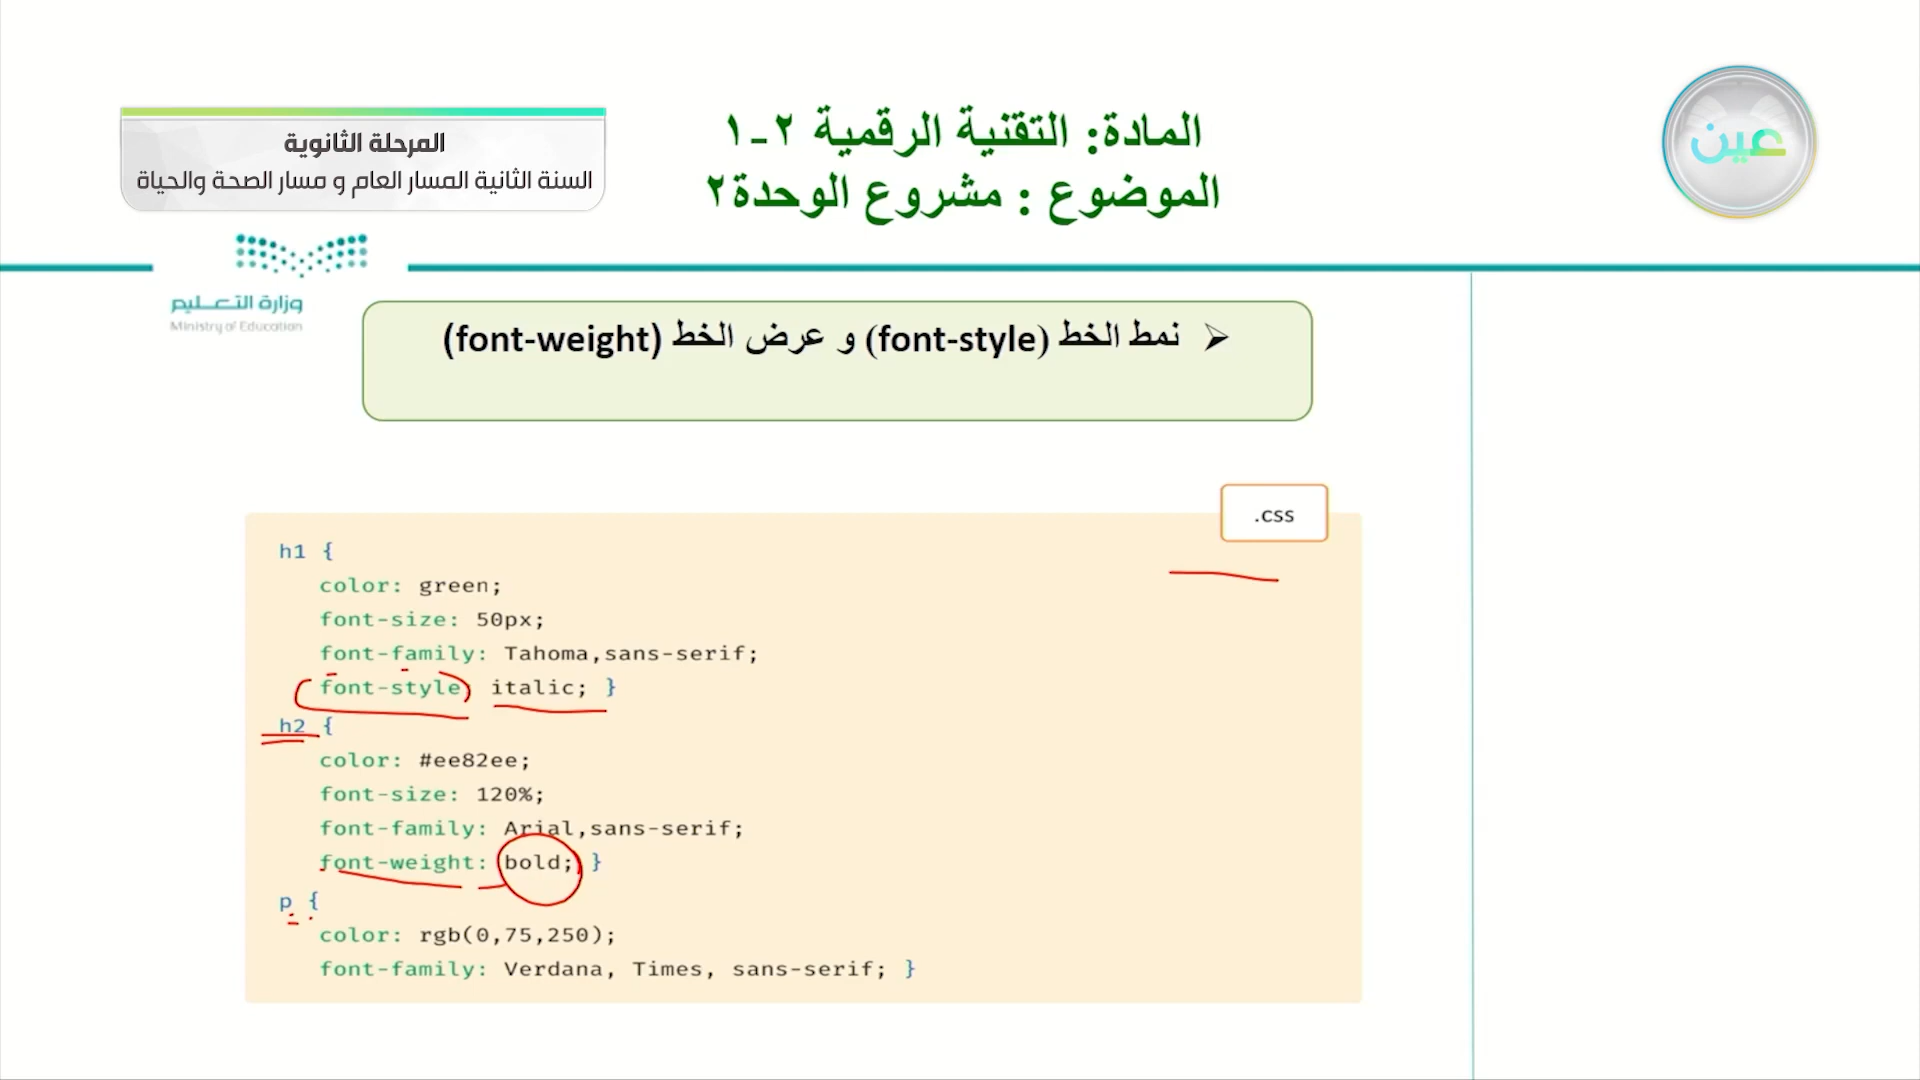 المرحلة الثانوية
السنة الثانية المسار العام و مسار الصحة والحياة
المادة: التقنية الرقمية ٢-١
الموضوع : مشروع الوحدة٢
عين
وزارة التعـــليم
Ministry of Education
نمط الخط (font-style) و عرض الخط (font-weight)
.css
h1 {
color: green;
font-size: 50px;
font-family: Tahoma,sans-serif;
font-style: italic; }
h2 {
color: #ee82ee;
font-size: 120%;
font-family: Arial,sans-serif;
font-weight: bold; }
p {
color: rgb(0,75,250);
font-family: Verdana, Times, sans-serif; }